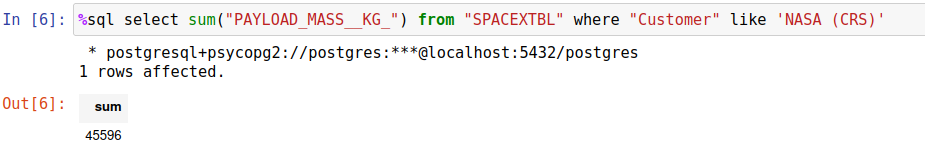 In [6]: %sql select sum("PAYLOAD_MASS__KG_") from "SPACEXTBL" where "Customer" like 'NASA (CRS)'
* postgresql+psycopg2://postgres:***@localhost:5432/postgres
1 rows affected.
Out[6]: sum
45596